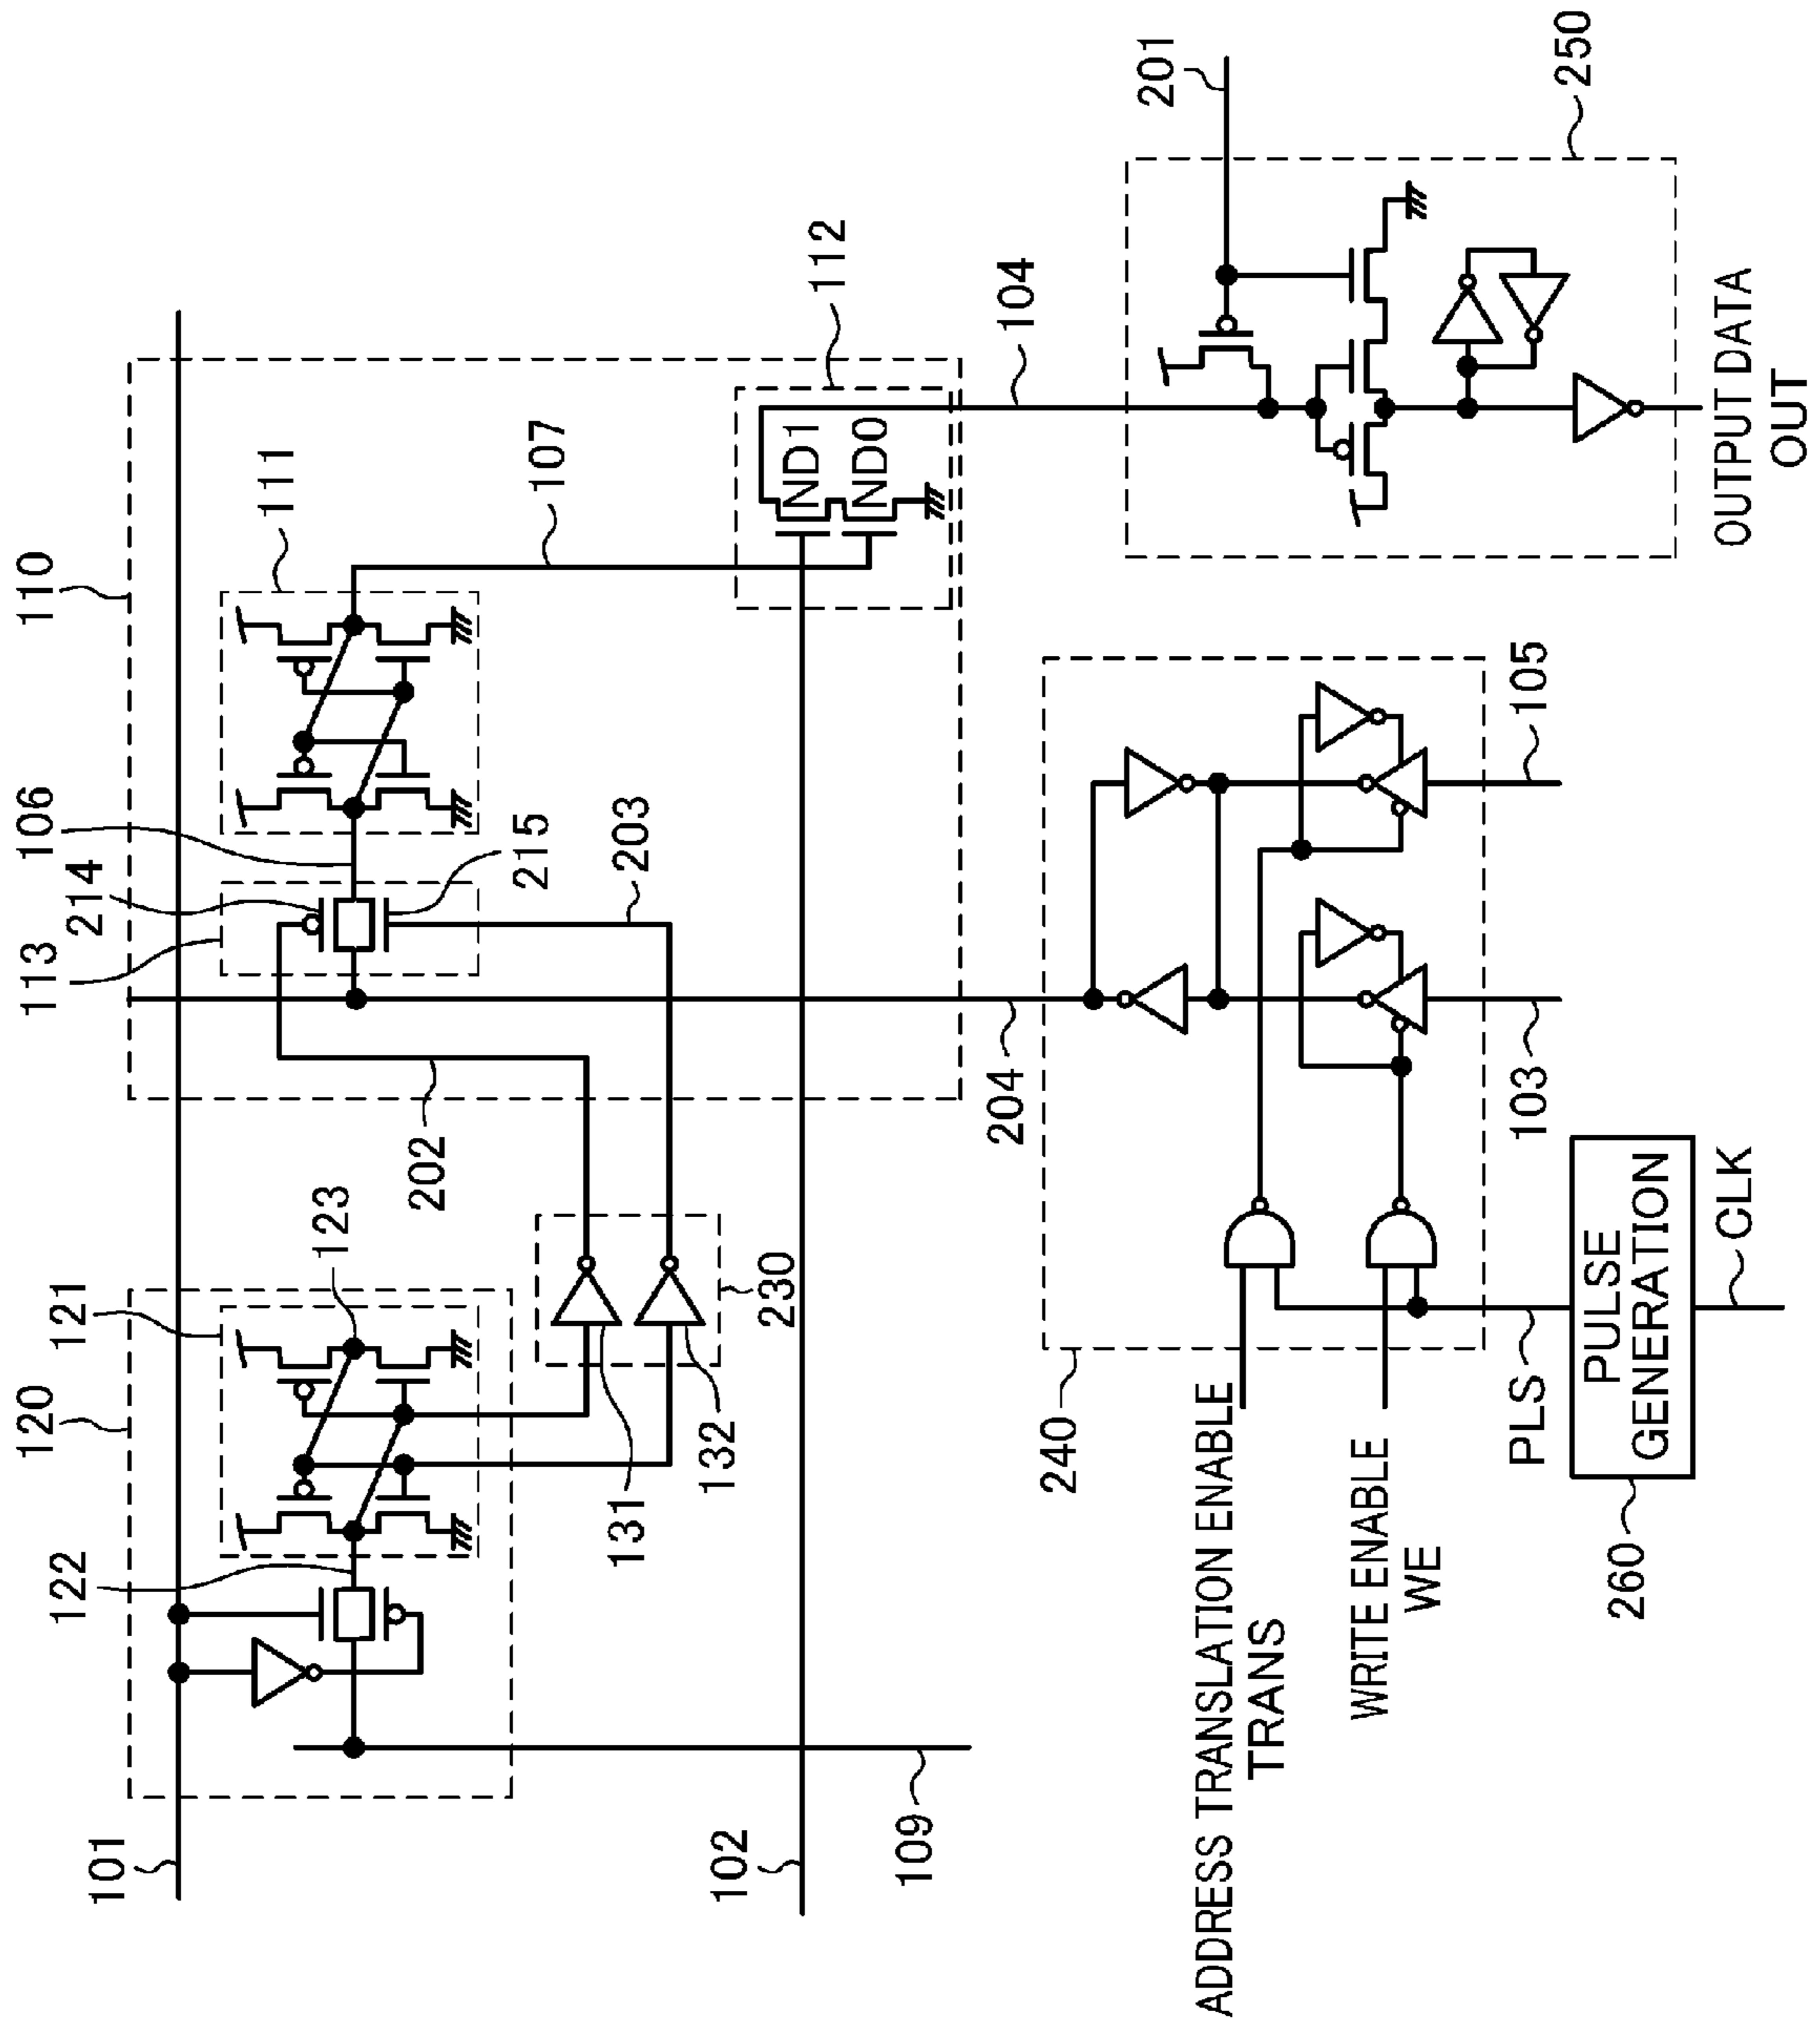 101
120
121
122
123
110
113
214
106
111
215
203
202
107
112
ND1
ND0
104
201
250
131
132
230
102
109
204
240
ADDRESS TRANSLATION ENABLE
TRANS
WRITE ENABLE
WE
PLS
PULSE
GENERATION
260
CLK
103
105
OUTPUT DATA
OUT